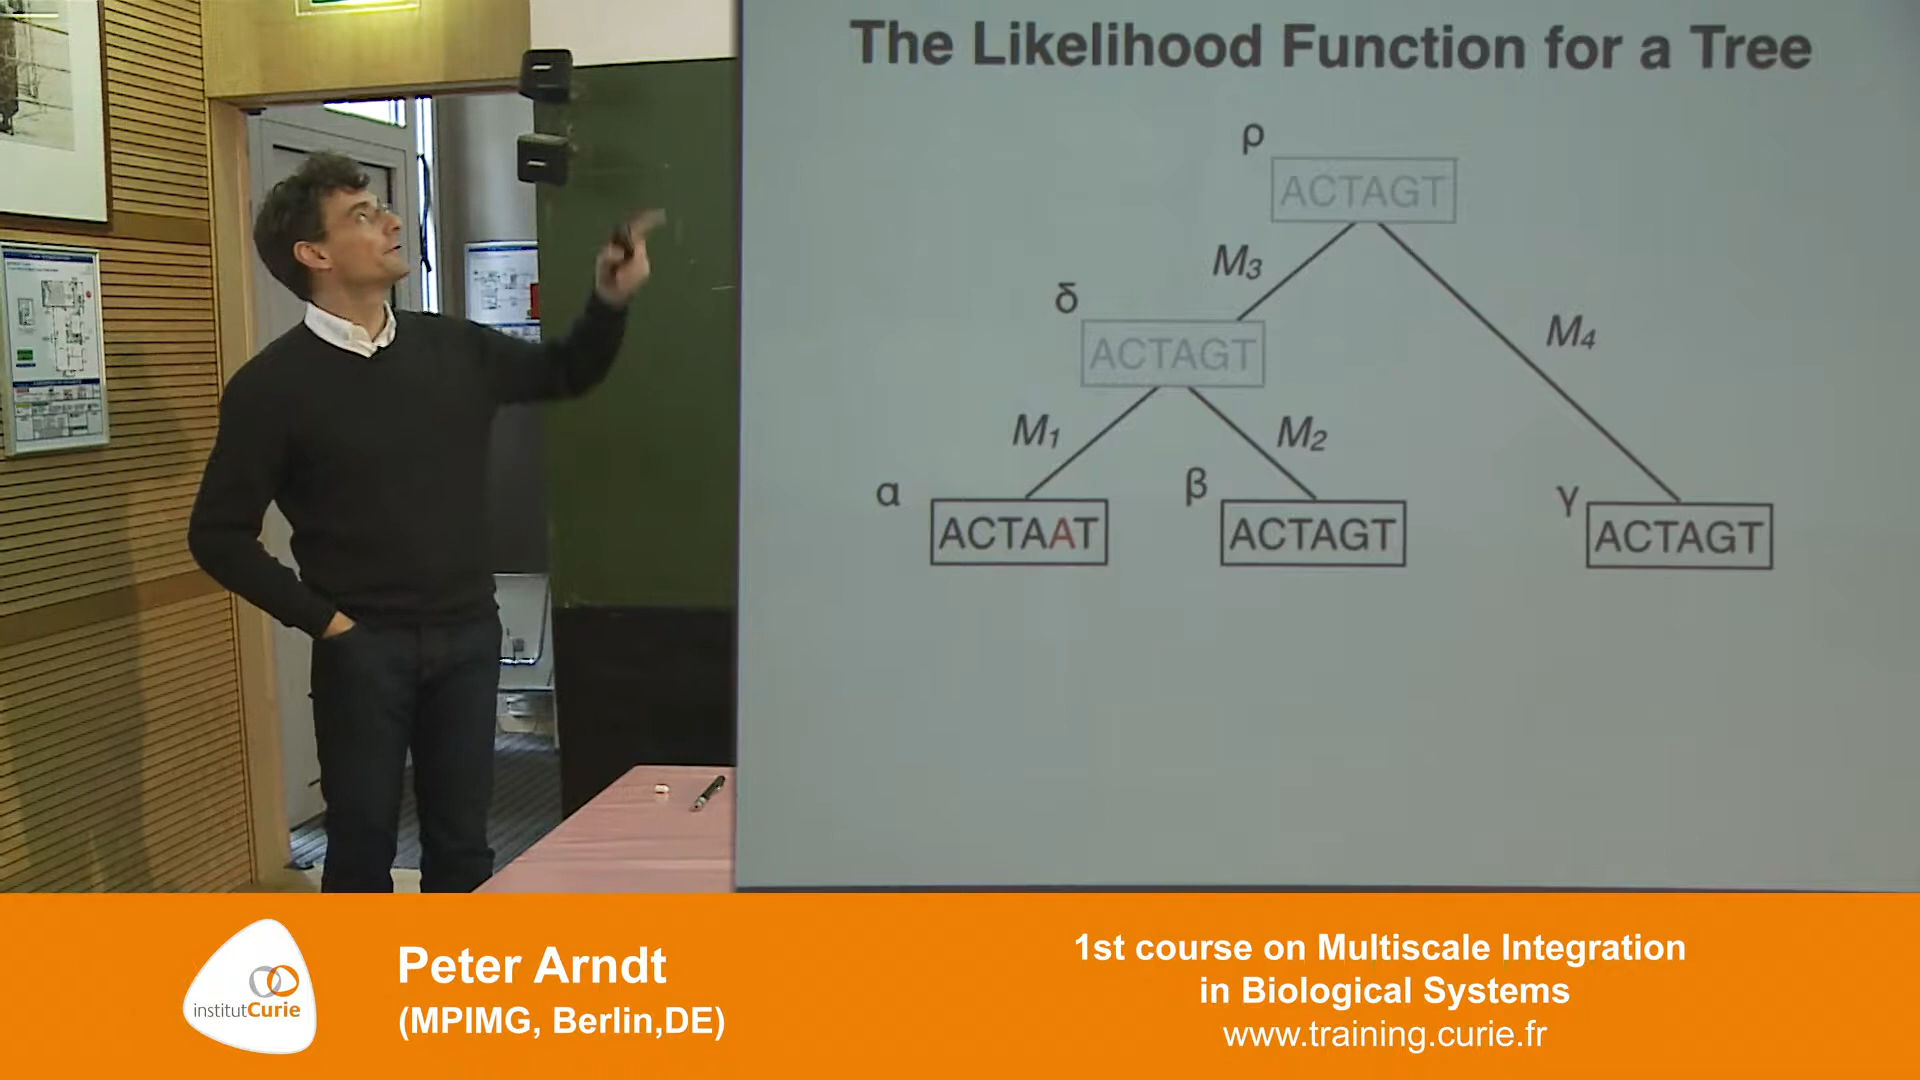 The Likelihood Function for a Tree
ρ
ACTAGT
M3
M4
δ
ACTAGT
M1
M2
α
β
γ
ACTAAT
ACTAGT
ACTAGT
institutCurie
Peter Arndt
(MPIMG, Berlin,DE)
1st course on Multiscale Integration
in Biological Systems
www.training.curie.fr